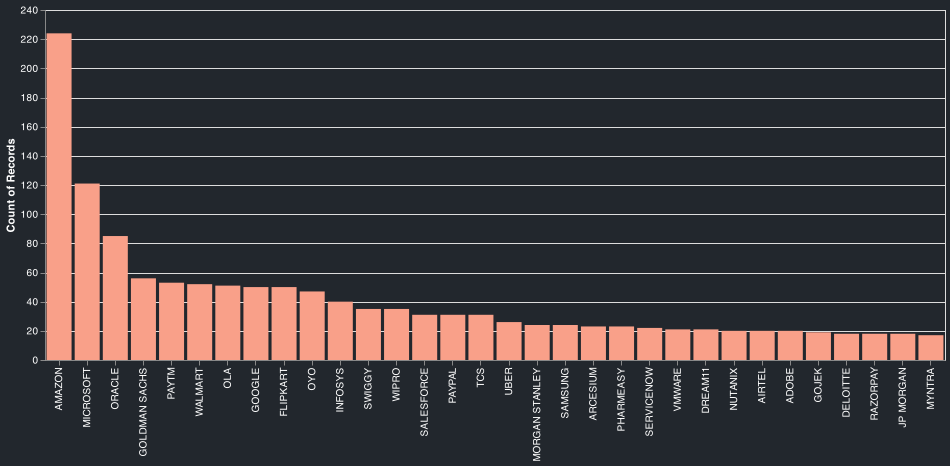 240
220
200
180
160
140
120
100
80
60
40
20
0
Count of Records
AMAZON
MICROSOFT
ORACLE
GOLDMAN SACHS
PAYTM
WALMART
OLA
GOOGLE
FLIPKART
OYO
INFOSYS
SWIGGY
WIPRO
SALESFORCE
PAYPAL
TCS
UBER
MORGAN STANLEY
SAMSUNG
ARCESIUM
PHARMEASY
SERVICENOW
VMWARE
DREAM11
NUTANIX
AIRTEL
ADOBE
GOJEK
DELOITTE
RAZORPAY
JP MORGAN
MYNTRA